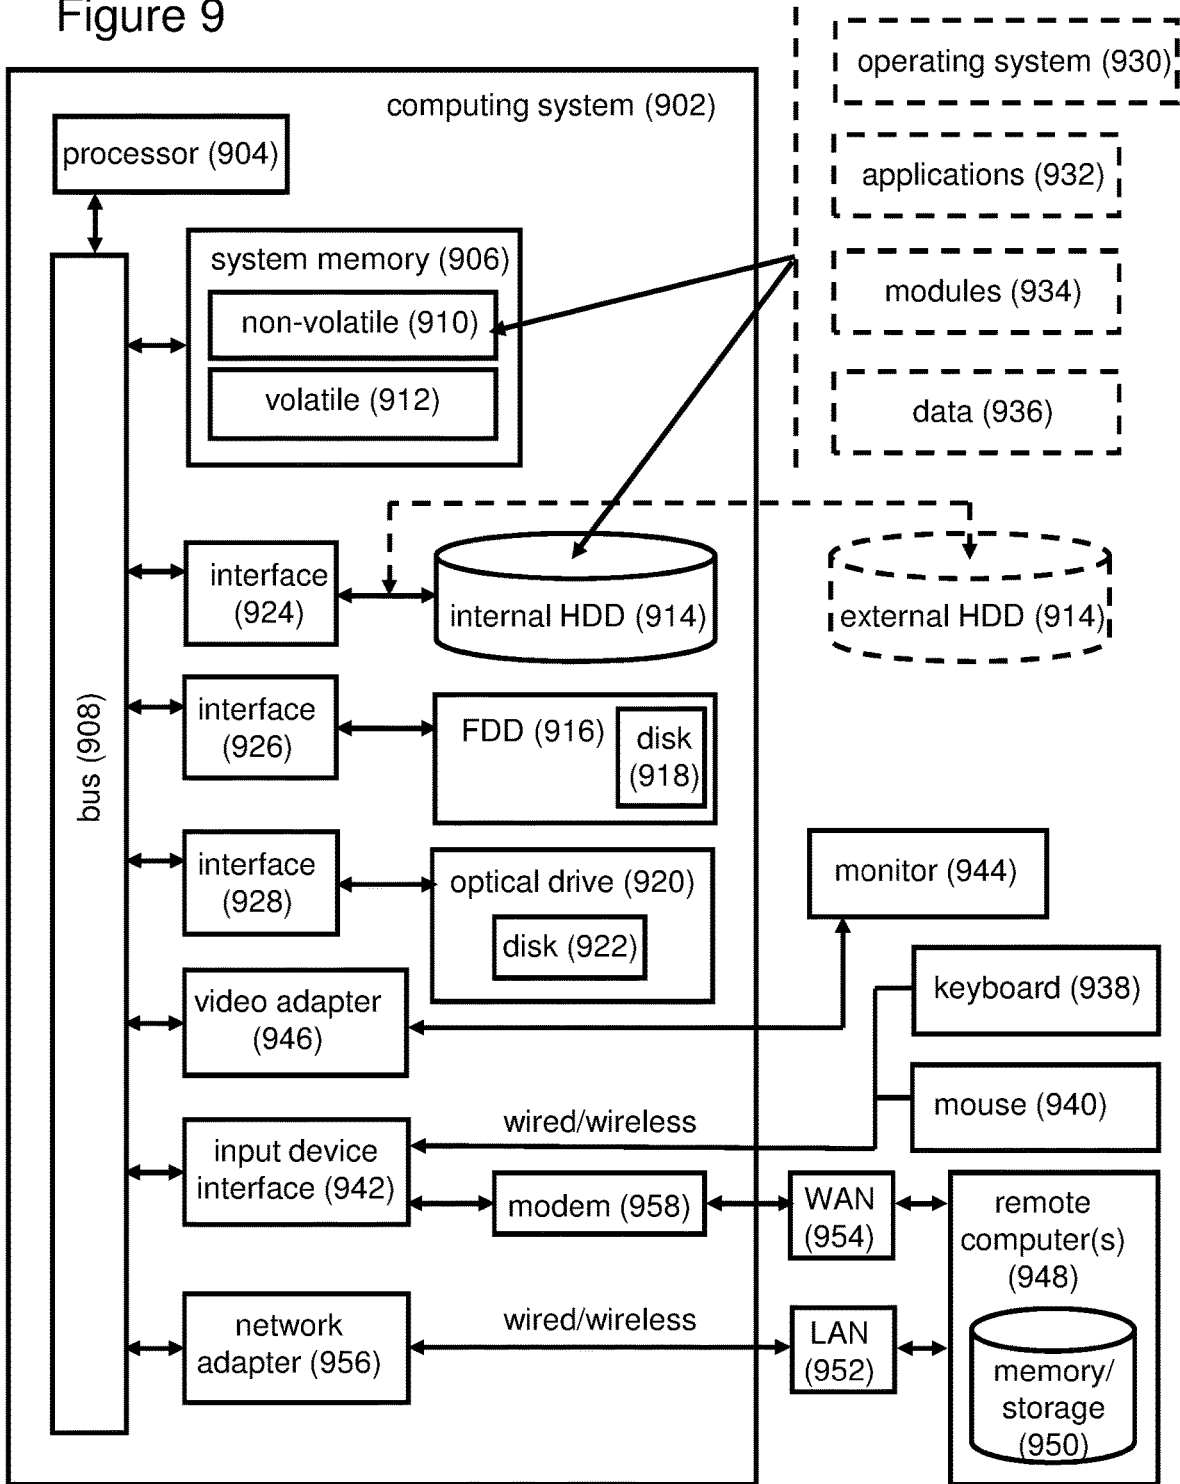 Figure 9
operating system (930)
computing system (902)
applications (932)
processor (904)
system memory (906)
modules (934)
non-volatile (910)
volatile (912)
data (936)
interface
(924)
internal HDD (914)
external HDD (914)
bus (908)
interface
(926)
FDD (916)
disk
(918)
interface
(928)
optical drive (920)
disk (922)
monitor (944)
video adapter
(946)
keyboard (938)
mouse (940)
wired/wireless
input device
interface (942)
modem (958)
WAN
(954)
remote
computer(s)
(948)
network
adapter (956)
wired/wireless
LAN
(952)
memory/
storage
(950)